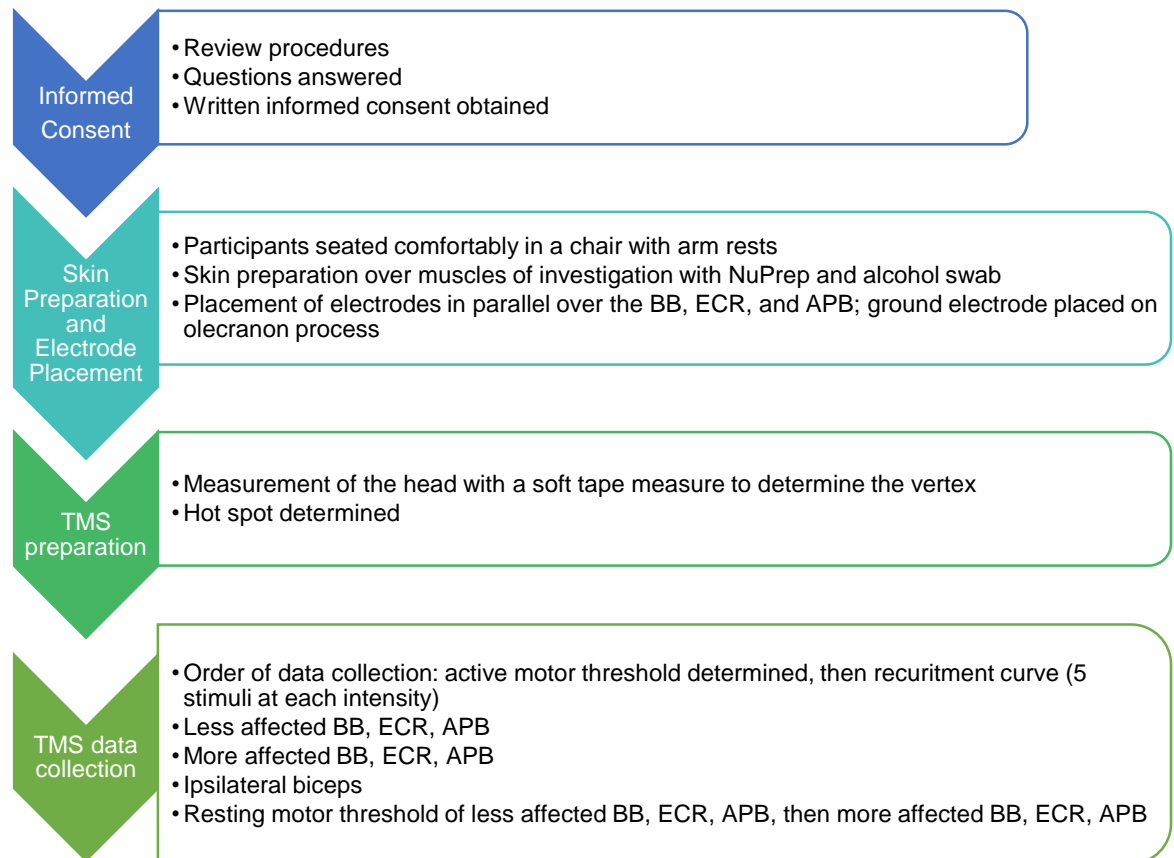 Informed
Consent
• Review procedures
• Questions answered
• Written informed consent obtained
Skin
Preparation
and
Electrode
Placement
• Participants seated comfortably in a chair with arm rests
• Skin preparation over muscles of investigation with NuPrep and alcohol swab
• Placement of electrodes in parallel over the BB, ECR, and APB; ground electrode placed on
olecranon process
TMS
preparation
• Measurement of the head with a soft tape measure to determine the vertex
• Hot spot determined
TMS data
collection
• Order of data collection: active motor threshold determined, then recuritment curve (5
stimuli at each intensity)
• Less affected BB, ECR, APB
• More affected BB, ECR, APB
• Ipsilateral biceps
• Resting motor threshold of less affected BB, ECR, APB, then more affected BB, ECR, APB